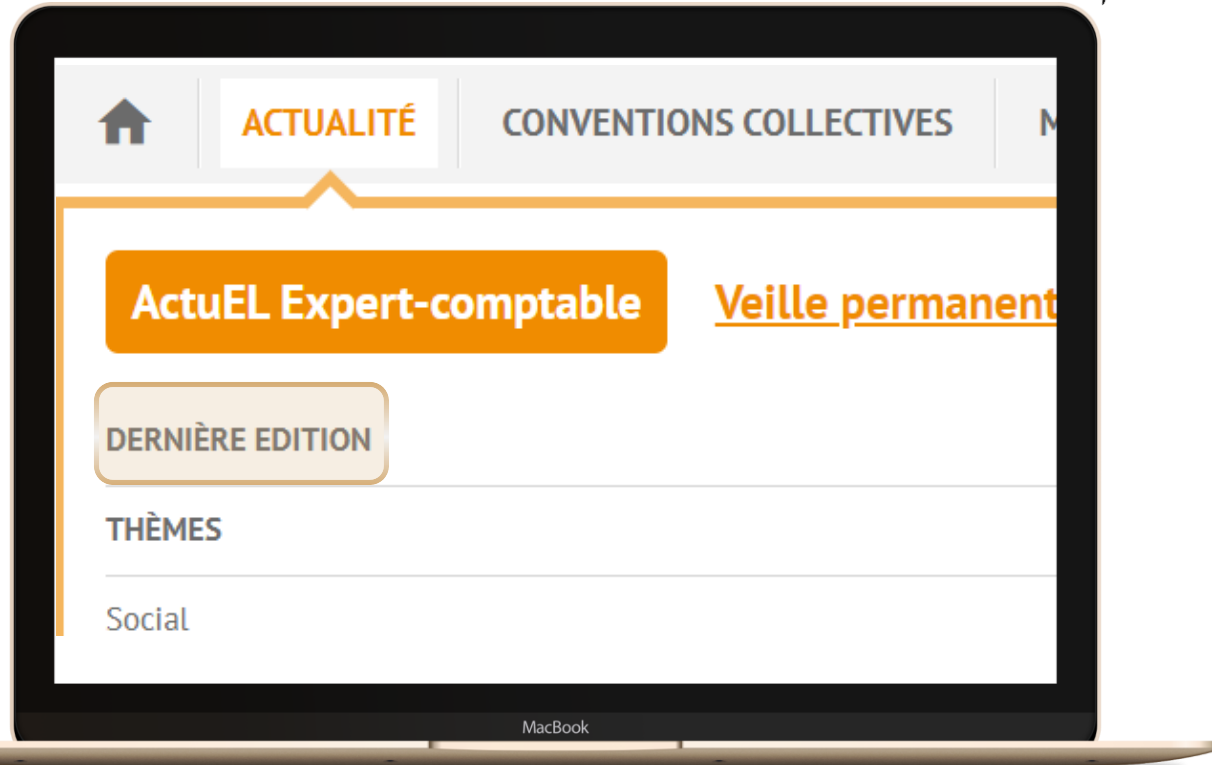 ACTUALITÉ CONVENTIONS COLLECTIVES
ActuEL Expert-comptable Veille permanent
DERNIÈRE EDITION
THÈMES
Social
MacBook